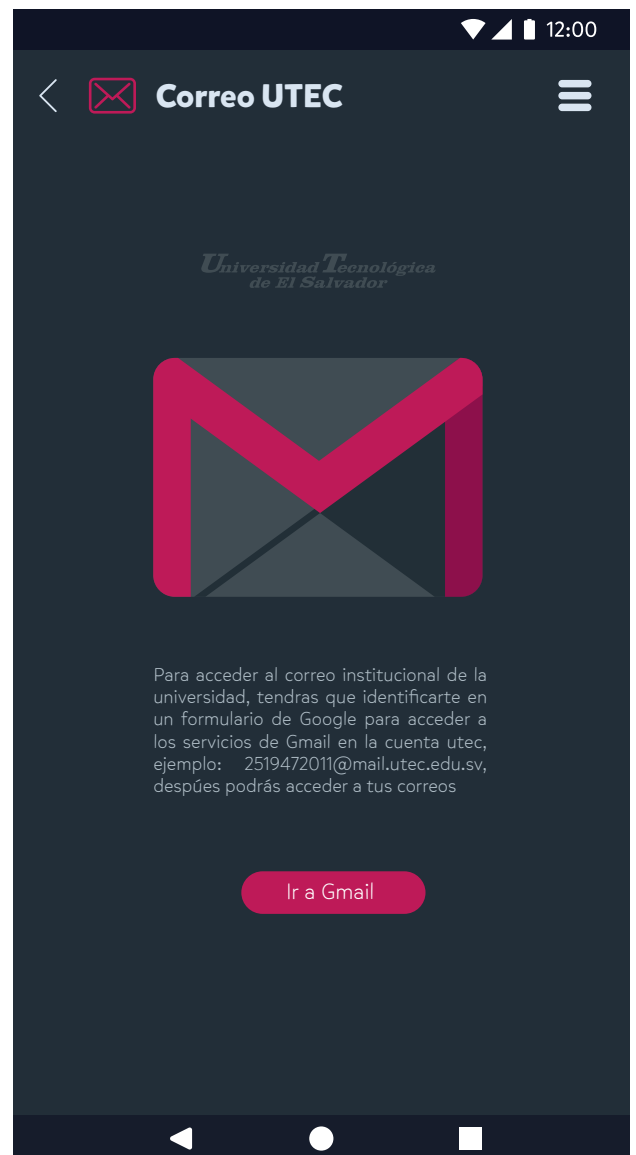 12:00
Correo UTEC
Universidad Tecnológica
de El Salvador
Para acceder al correo institucional de la
universidad, tendras que identificarte en
un formulario de Google para acceder a
los servicios de Gmail en la cuenta utec,
ejemplo: 2519472011@mail.utec.edu.sv,
despúes podrás acceder a tus correos
Ir a Gmail